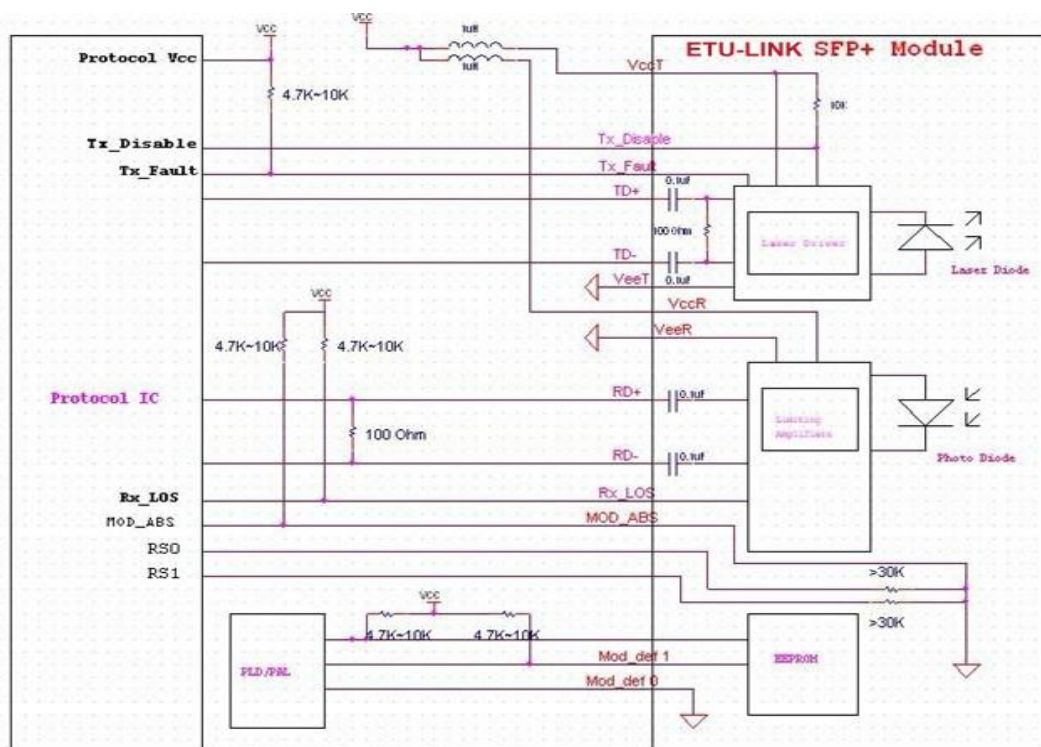 VCC
VCC
1uH
1uH
ETU-LINK SFP+ Module
Protocol Vcc
VccT
4.7K~10K
10K
Tx_Disable
Tx_Disaple
Tx_Fault
Tx_Fault
0.1uf
TD+
100 Ohm
Laser Driver
TD-
0.1uf
Laser Diode
VeeT
VccR
VCC
VeeR
4.7K~10K
4.7K~10K
Protocol IC
RD+
0.1uf
Limiting
Amplifiers
100 Ohm
RD-
0.1uf
Photo Diode
Rx_LOS
Rx_LOS
MOD_ABS
MOD_ABS
RS0
RS1
>30K
>30K
VCC
4.7K~10K
4.7K~10K
PLD/PAL
Mod_def 1
EEPROM
Mod_def 0